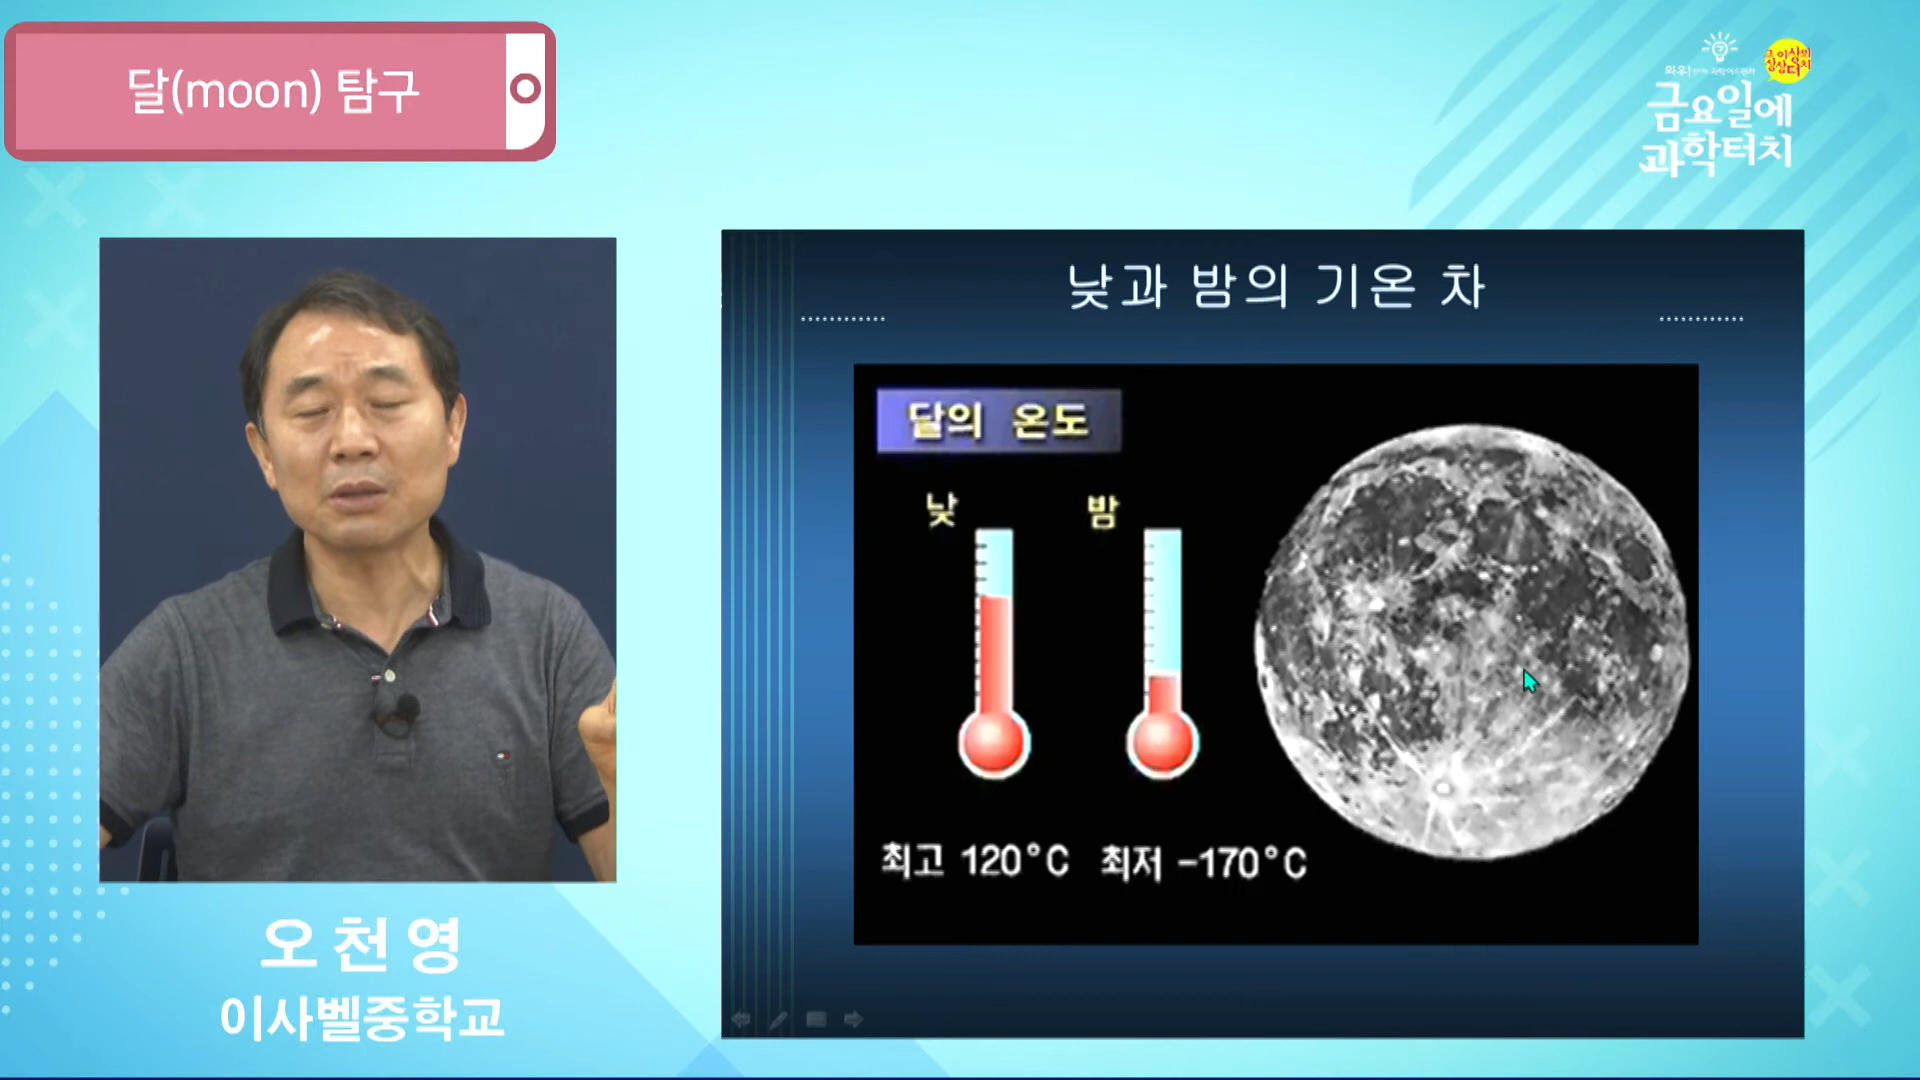 달(moon) 탐구
금요일에
과학터치
낮과 밤의 기온 차
달의 온도
낮 밤
최고 120°C 최저 -170°C
오천영
이사벨중학교